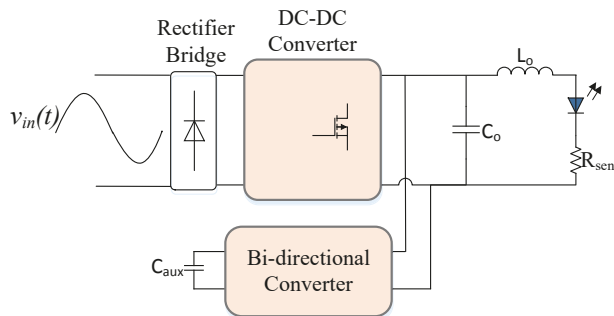 Rectifier
Bridge
DC-DC
Converter
v_in(t)
L_o
C_o
R_sen
C_aux
Bi-directional
Converter